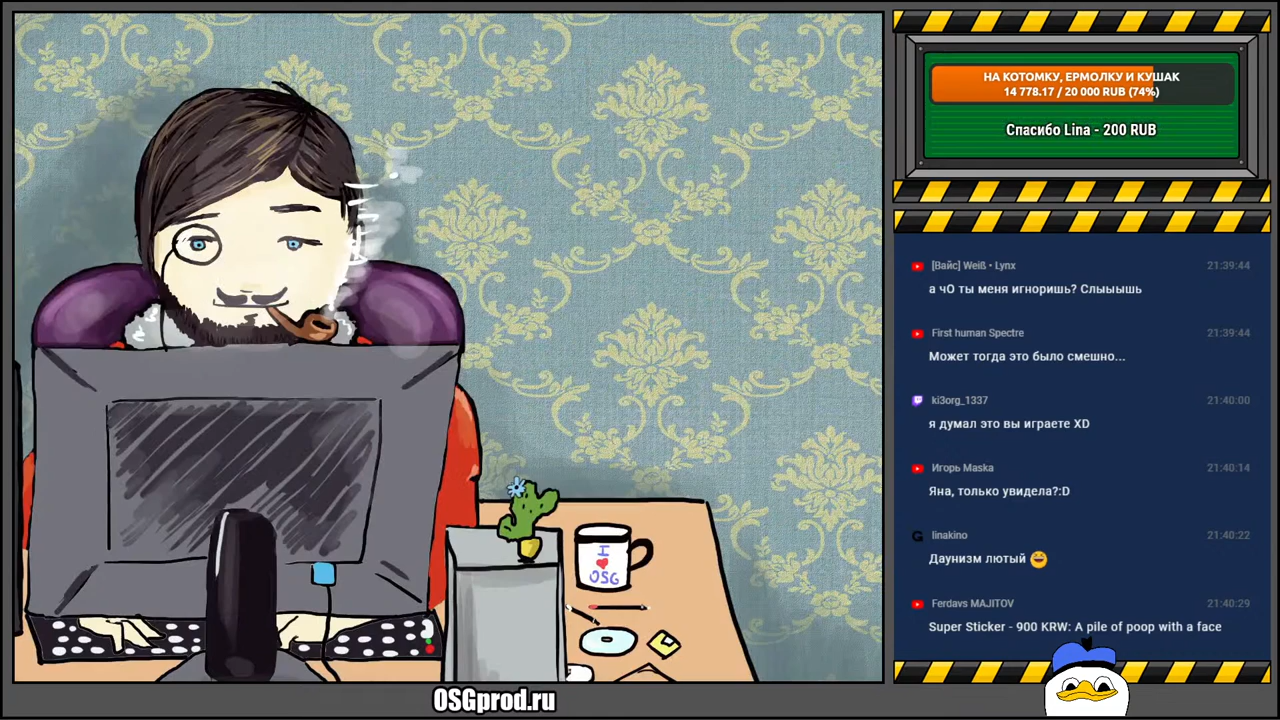 НА КОТОМКУ, ЕРМОЛКУ И КУШАК
14 778.17 / 20 000 RUB (74%)
Спасибо Lina - 200 RUB
[Вайс] Weiß • Lynx 21:39:44
а чО ты меня игноришь? Слыыышь
First human Spectre 21:39:44
Может тогда это было смешно...
ki3org_1337 21:40:00
я думал это вы играете XD
Игорь Maska 21:40:14
Яна, только увидела?:D
linakino 21:40:22
Даунизм лютый 😄
Ferdavs MAJITOV 21:40:29
Super Sticker - 900 KRW: A pile of poop with a face
I
❤
OSG
OSGprod.ru